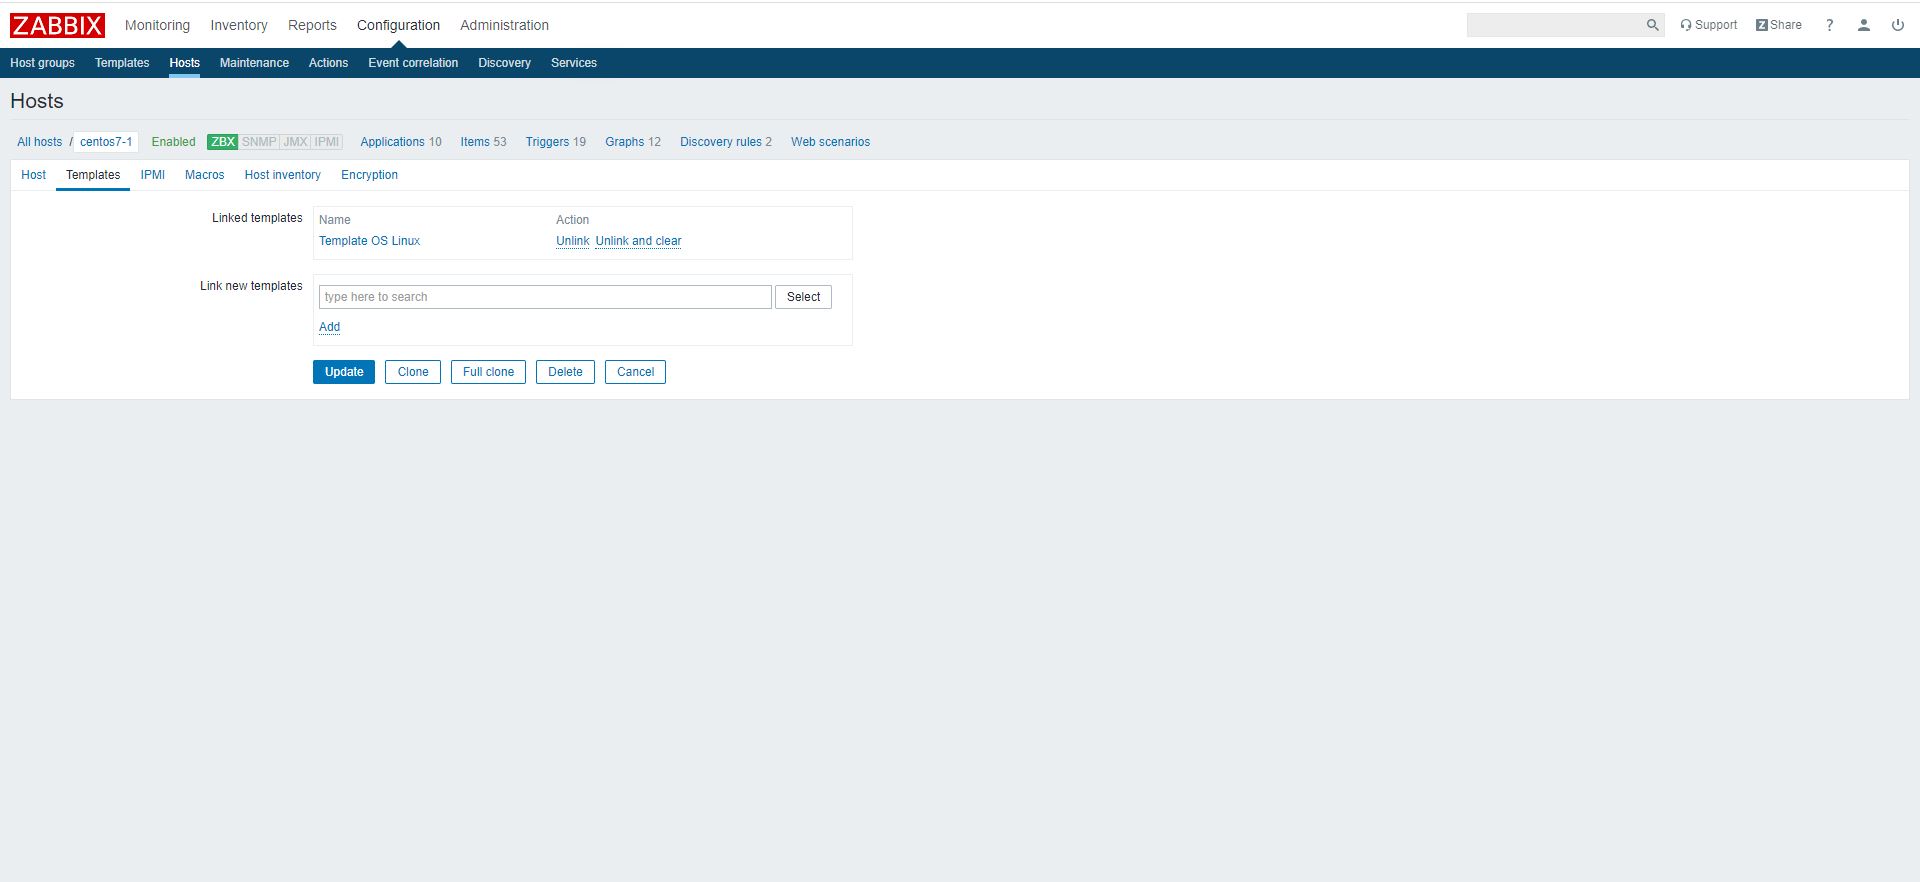 ZABBIX Monitoring Inventory Reports Configuration Administration Support Z Share ?
Host groups Templates Hosts Maintenance Actions Event correlation Discovery Services
Hosts
All hosts / centos7-1 Enabled ZBX SNMP JMX IPMI Applications 10 Items 53 Triggers 19 Graphs 12 Discovery rules 2 Web scenarios
Host Templates IPMI Macros Host inventory Encryption
Linked templates Name Action
Template OS Linux Unlink Unlink and clear
Link new templates
type here to search Select
Add
Update Clone Full clone Delete Cancel